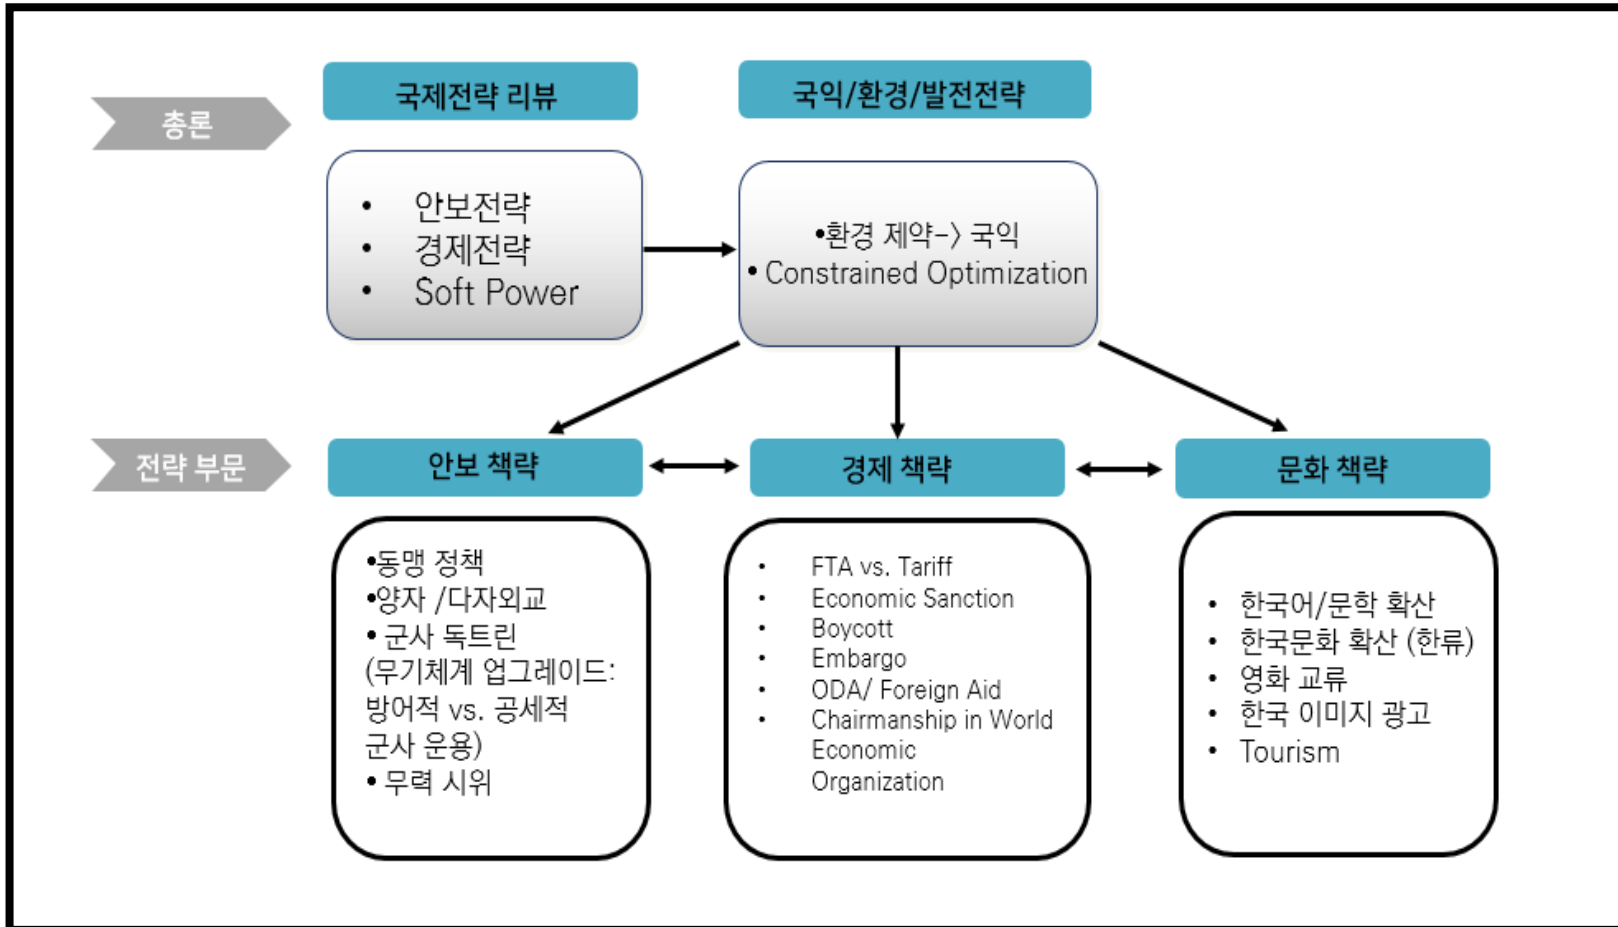 총론
국제전략 리뷰
국익/환경/발전전략
• 안보전략
• 경제전략
• Soft Power
•환경 제약-> 국익
• Constrained Optimization
전략 부문
안보 책략
경제 책략
문화 책략
•동맹 정책
•양자 /다자외교
• 군사 독트린
(무기체계 업그레이드:
방어적 vs. 공세적
군사 운용)
• 무력 시위
• FTA vs. Tariff
• Economic Sanction
• Boycott
• Embargo
• ODA/ Foreign Aid
• Chairmanship in World
Economic
Organization
• 한국어/문학 확산
• 한국문화 확산 (한류)
• 영화 교류
• 한국 이미지 광고
• Tourism